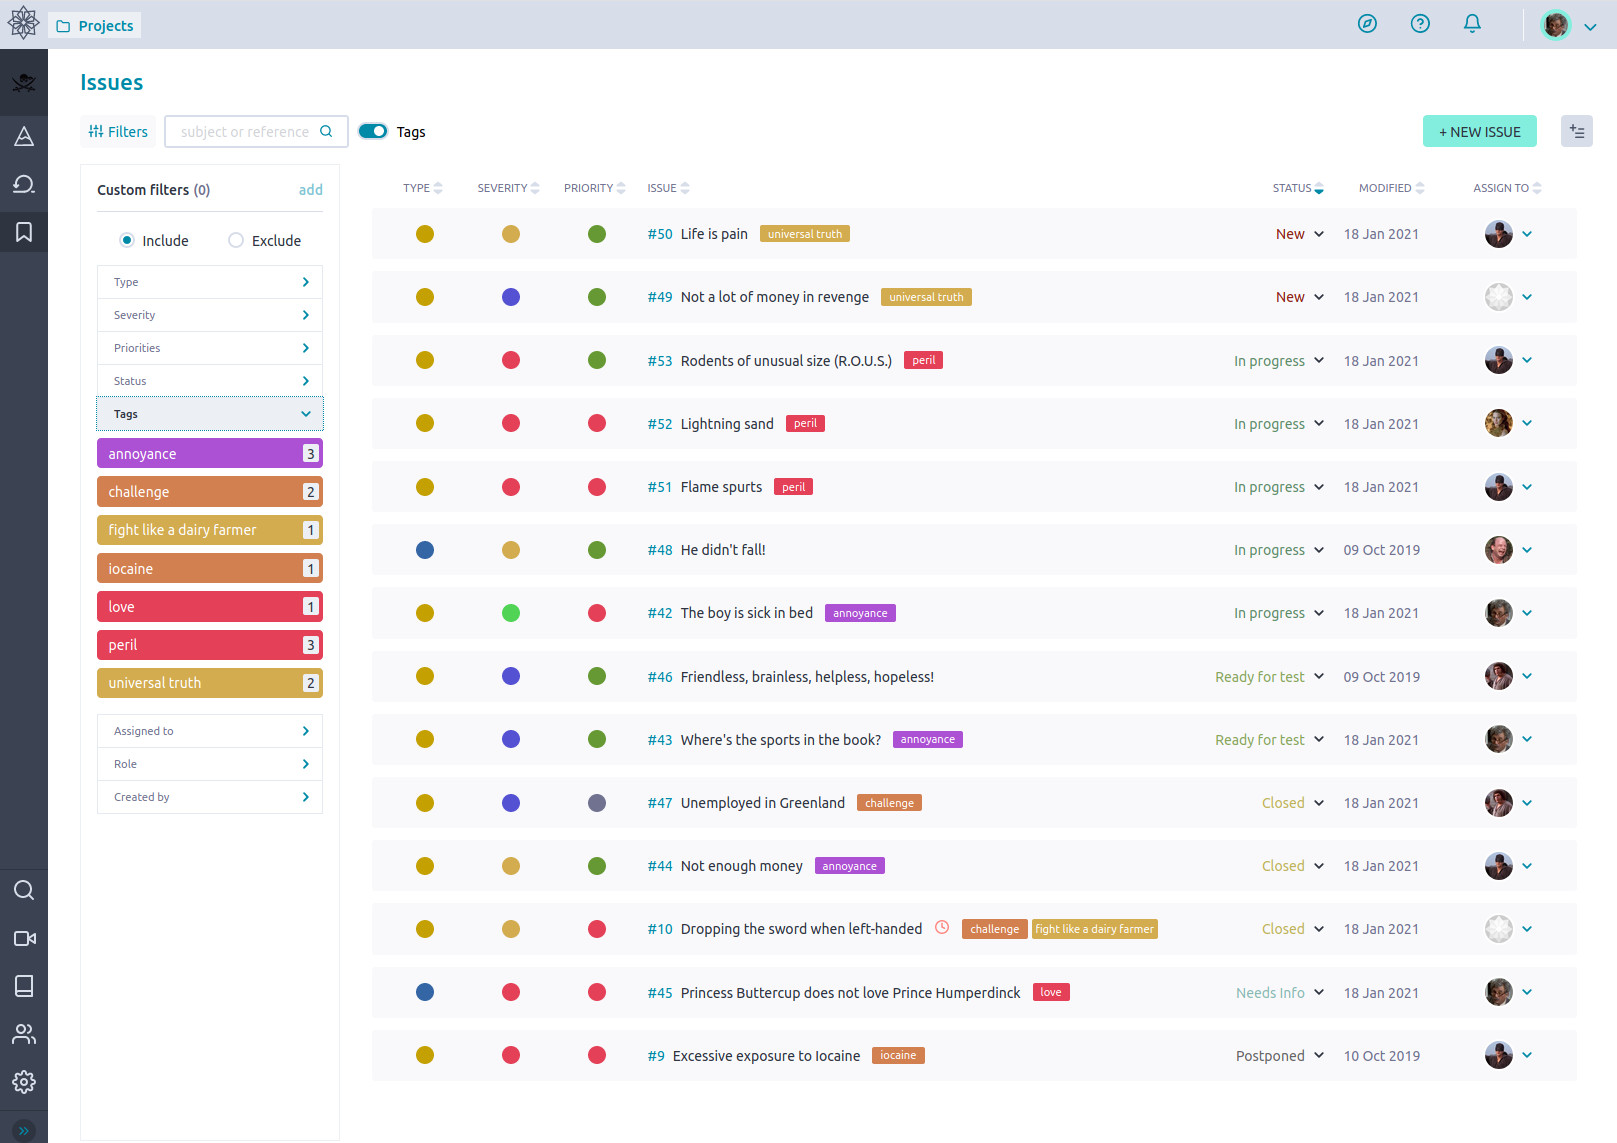 Projects
Issues
Filters
subject or reference
Tags
+ NEW ISSUE
Custom filters (0) add
Include Exclude
Type
Severity
Priorities
Status
Tags
annoyance 3
challenge 2
fight like a dairy farmer 1
iocaine 1
love 1
peril 3
universal truth 2
Assigned to
Role
Created by
TYPE SEVERITY PRIORITY ISSUE STATUS MODIFIED ASSIGN TO
#50 Life is pain universal truth New 18 Jan 2021
#49 Not a lot of money in revenge universal truth New 18 Jan 2021
#53 Rodents of unusual size (R.O.U.S.) peril In progress 18 Jan 2021
#52 Lightning sand peril In progress 18 Jan 2021
#51 Flame spurts peril In progress 18 Jan 2021
#48 He didn't fall! In progress 09 Oct 2019
#42 The boy is sick in bed annoyance In progress 18 Jan 2021
#46 Friendless, brainless, helpless, hopeless! Ready for test 09 Oct 2019
#43 Where's the sports in the book? annoyance Ready for test 18 Jan 2021
#47 Unemployed in Greenland challenge Closed 18 Jan 2021
#44 Not enough money annoyance Closed 18 Jan 2021
#10 Dropping the sword when left-handed challenge fight like a dairy farmer Closed 18 Jan 2021
#45 Princess Buttercup does not love Prince Humperdinck love Needs Info 18 Jan 2021
#9 Excessive exposure to Iocaine iocaine Postponed 10 Oct 2019